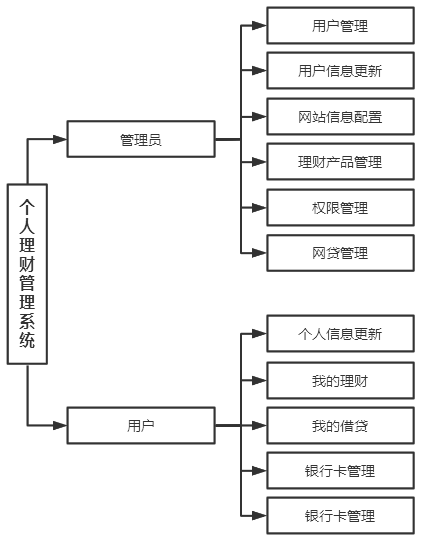 个人理财管理系统
管理员
用户管理
用户信息更新
网站信息配置
理财产品管理
权限管理
网贷管理
用户
个人信息更新
我的理财
我的借贷
银行卡管理
银行卡管理